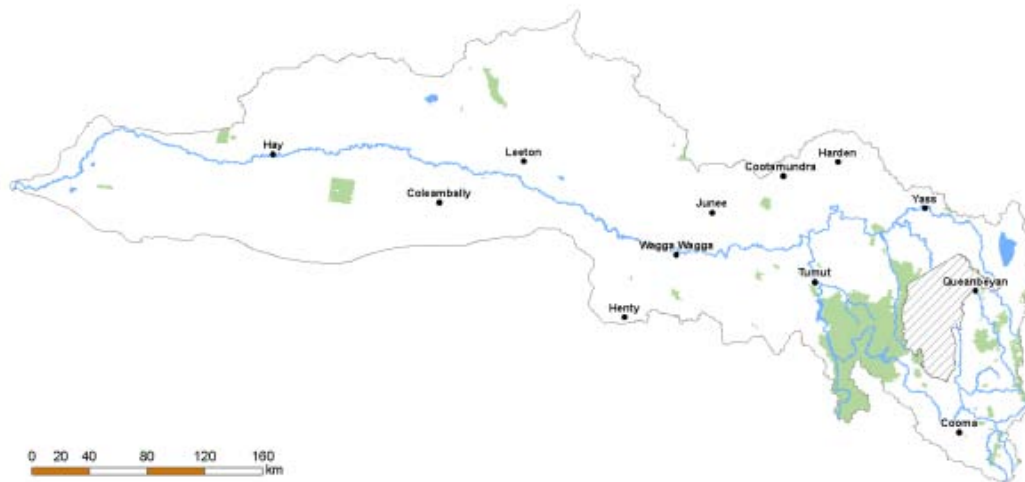 Hay
Leeton
Coleambally
Cootamundra
Harden
Junee
Yass
Wagga Wagga
Tumut
Queanbeyan
Henty
Cooma
0 20 40 80 120 160
km